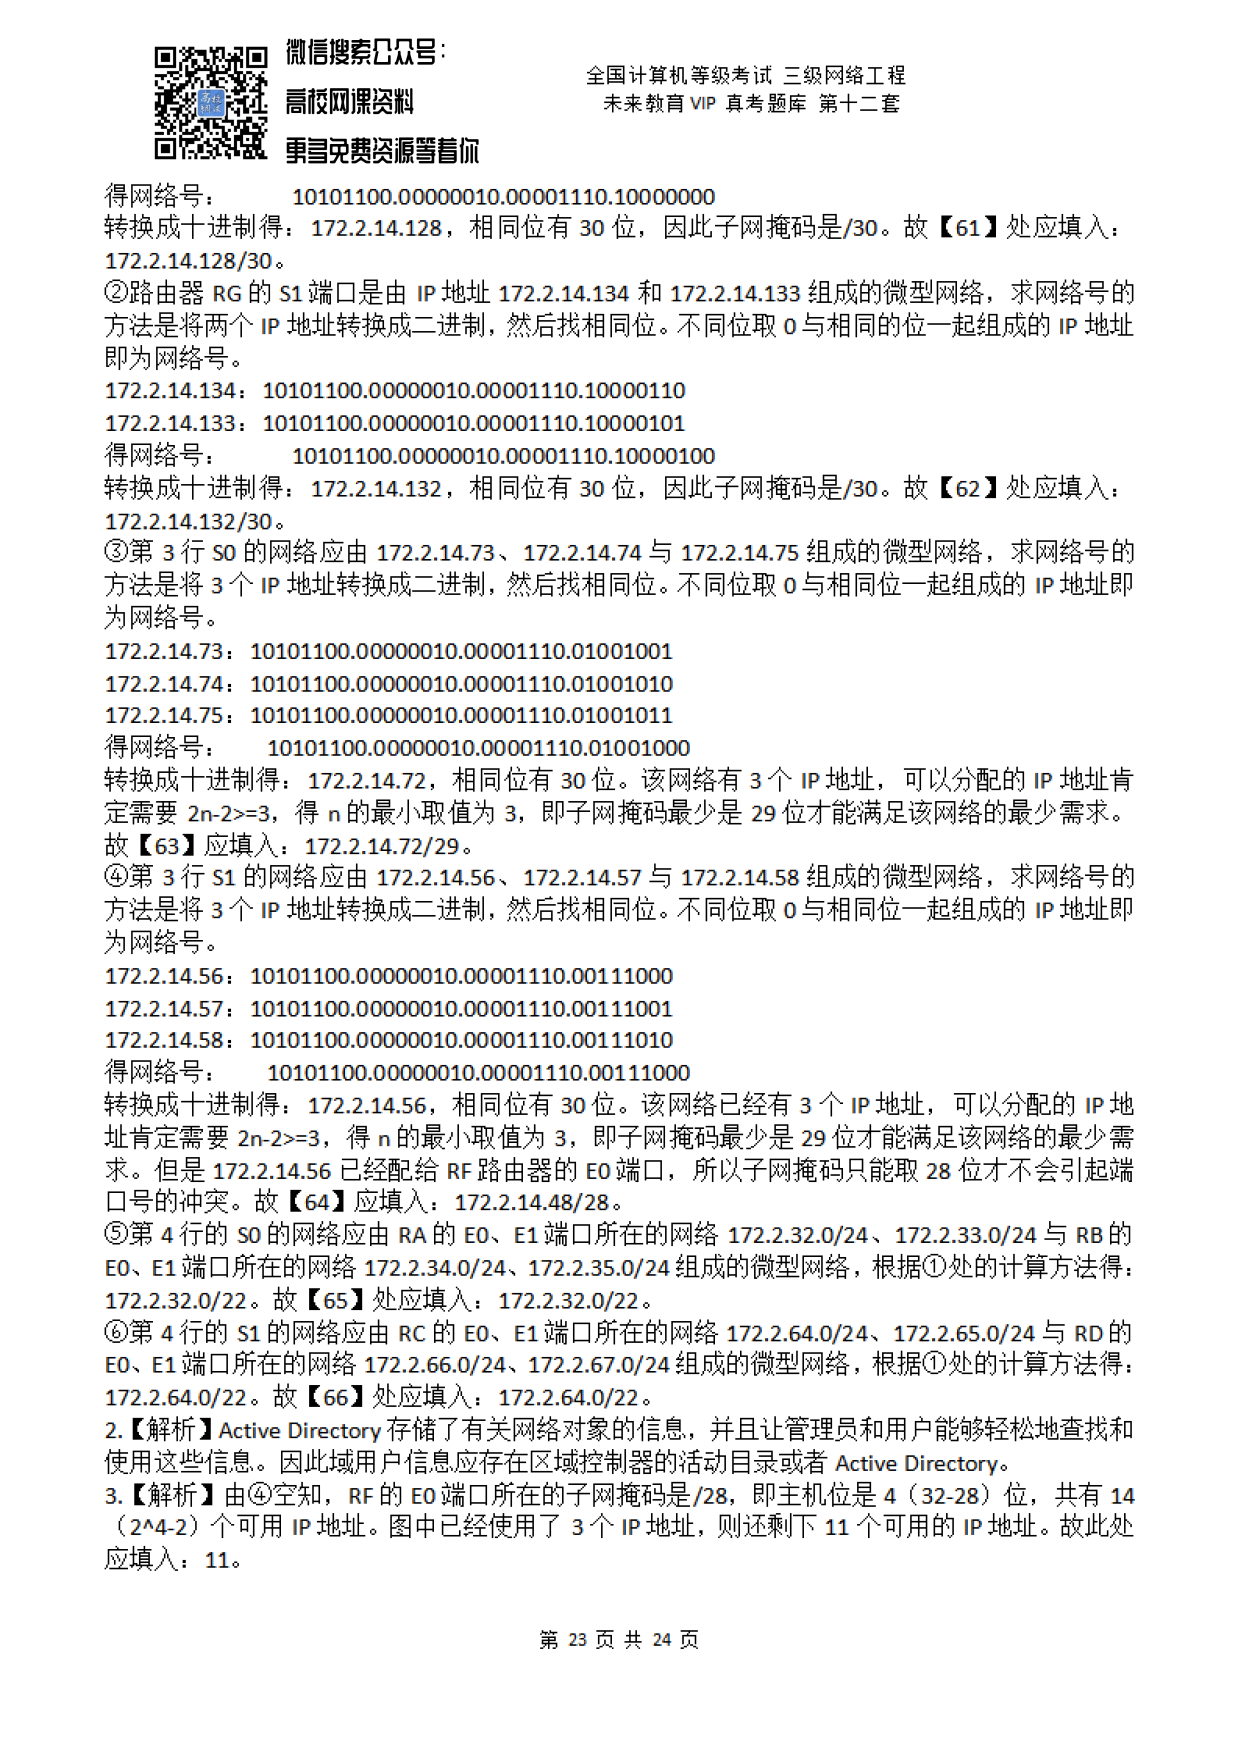 微信搜索公众号：
高校网课资料
更多免费资源等着你
全国计算机等级考试 三级网络工程
未来教育 VIP 真考题库 第十二套
得网络号： 10101100.00000010.00001110.10000000
转换成十进制得：172.2.14.128，相同位有 30 位，因此子网掩码是/30。故【61】处应填入：
172.2.14.128/30。
②路由器 RG 的 S1 端口是由 IP 地址 172.2.14.134 和 172.2.14.133 组成的微型网络，求网络号的
方法是将两个 IP 地址转换成二进制，然后找相同位。不同位取 0 与相同的位一起组成的 IP 地址
即为网络号。
172.2.14.134：10101100.00000010.00001110.10000110
172.2.14.133：10101100.00000010.00001110.10000101
得网络号： 10101100.00000010.00001110.10000100
转换成十进制得：172.2.14.132，相同位有 30 位，因此子网掩码是/30。故【62】处应填入：
172.2.14.132/30。
③第 3 行 S0 的网络应由 172.2.14.73、172.2.14.74 与 172.2.14.75 组成的微型网络，求网络号的
方法是将 3 个 IP 地址转换成二进制，然后找相同位。不同位取 0 与相同位一起组成的 IP 地址即
为网络号。
172.2.14.73：10101100.00000010.00001110.01001001
172.2.14.74：10101100.00000010.00001110.01001010
172.2.14.75：10101100.00000010.00001110.01001011
得网络号： 10101100.00000010.00001110.01001000
转换成十进制得：172.2.14.72，相同位有 30 位。该网络有 3 个 IP 地址，可以分配的 IP 地址肯
定需要 2n-2>=3，得 n 的最小取值为 3，即子网掩码最少是 29 位才能满足该网络的最少需求。
故【63】应填入：172.2.14.72/29。
④第 3 行 S1 的网络应由 172.2.14.56、172.2.14.57 与 172.2.14.58 组成的微型网络，求网络号的
方法是将 3 个 IP 地址转换成二进制，然后找相同位。不同位取 0 与相同位一起组成的 IP 地址即
为网络号。
172.2.14.56：10101100.00000010.00001110.00111000
172.2.14.57：10101100.00000010.00001110.00111001
172.2.14.58：10101100.00000010.00001110.00111010
得网络号： 10101100.00000010.00001110.00111000
转换成十进制得：172.2.14.56，相同位有 30 位。该网络已经有 3 个 IP 地址，可以分配的 IP 地
址肯定需要 2n-2>=3，得 n 的最小取值为 3，即子网掩码最少是 29 位才能满足该网络的最少需
求。但是 172.2.14.56 已经配给 RF 路由器的 E0 端口，所以子网掩码只能取 28 位才不会引起端
口号的冲突。故【64】应填入：172.2.14.48/28。
⑤第 4 行的 S0 的网络应由 RA 的 E0、E1 端口所在的网络 172.2.32.0/24、172.2.33.0/24 与 RB 的
E0、E1 端口所在的网络 172.2.34.0/24、172.2.35.0/24 组成的微型网络，根据①处的计算方法得：
172.2.32.0/22。故【65】处应填入：172.2.32.0/22。
⑥第 4 行的 S1 的网络应由 RC 的 E0、E1 端口所在的网络 172.2.64.0/24、172.2.65.0/24 与 RD 的
E0、E1 端口所在的网络 172.2.66.0/24、172.2.67.0/24 组成的微型网络，根据①处的计算方法得：
172.2.64.0/22。故【66】处应填入：172.2.64.0/22。
2.【解析】Active Directory 存储了有关网络对象的信息，并且让管理员和用户能够轻松地查找和
使用这些信息。因此域用户信息应存在区域控制器的活动目录或者 Active Directory。
3.【解析】由④空知，RF 的 E0 端口所在的子网掩码是/28，即主机位是 4（32-28）位，共有 14
（2^4-2）个可用 IP 地址。图中已经使用了 3 个 IP 地址，则还剩下 11 个可用的 IP 地址。故此处
应填入：11。
第 23 页 共 24 页